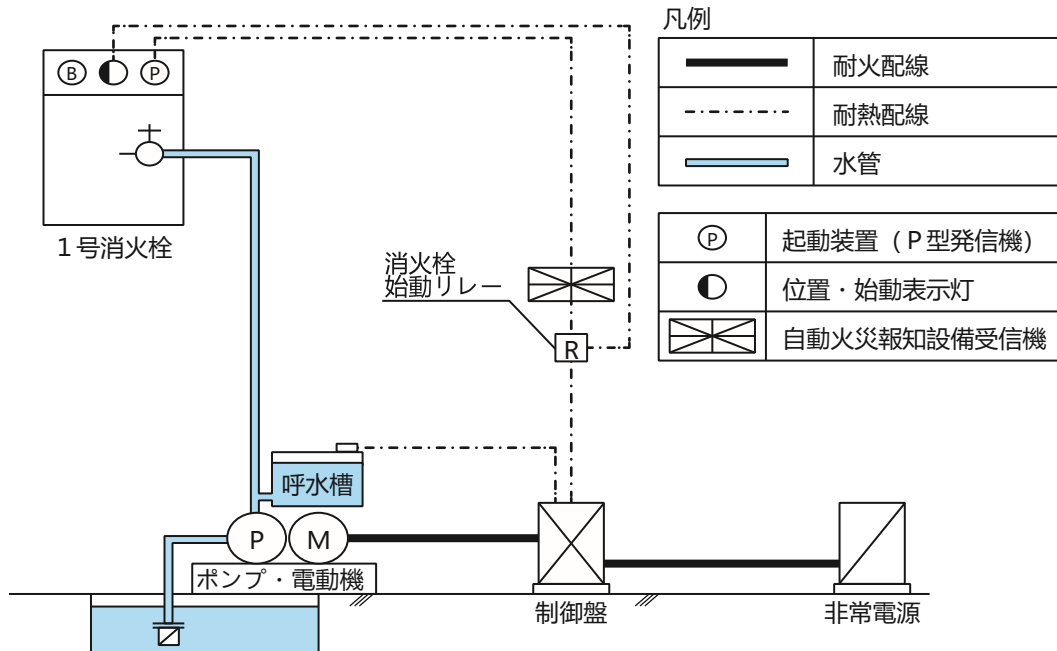 凡例
耐火配線
耐熱配線
水管
P
起動装置（P型発信機）
位置・始動表示灯
自動火災報知設備受信機
B
P
1号消火栓
消火栓
始動リレー
R
呼水槽
P
M
ポンプ・電動機
制御盤
非常電源